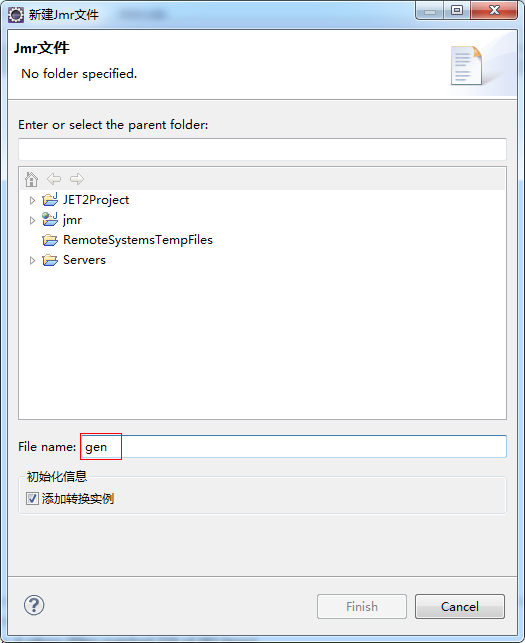 新建Jmr文件
Jmr文件
No folder specified.
Enter or select the parent folder:
JET2Project
jmr
RemoteSystemsTempFiles
Servers
File name: gen
初始化信息
添加转换实例
Finish Cancel